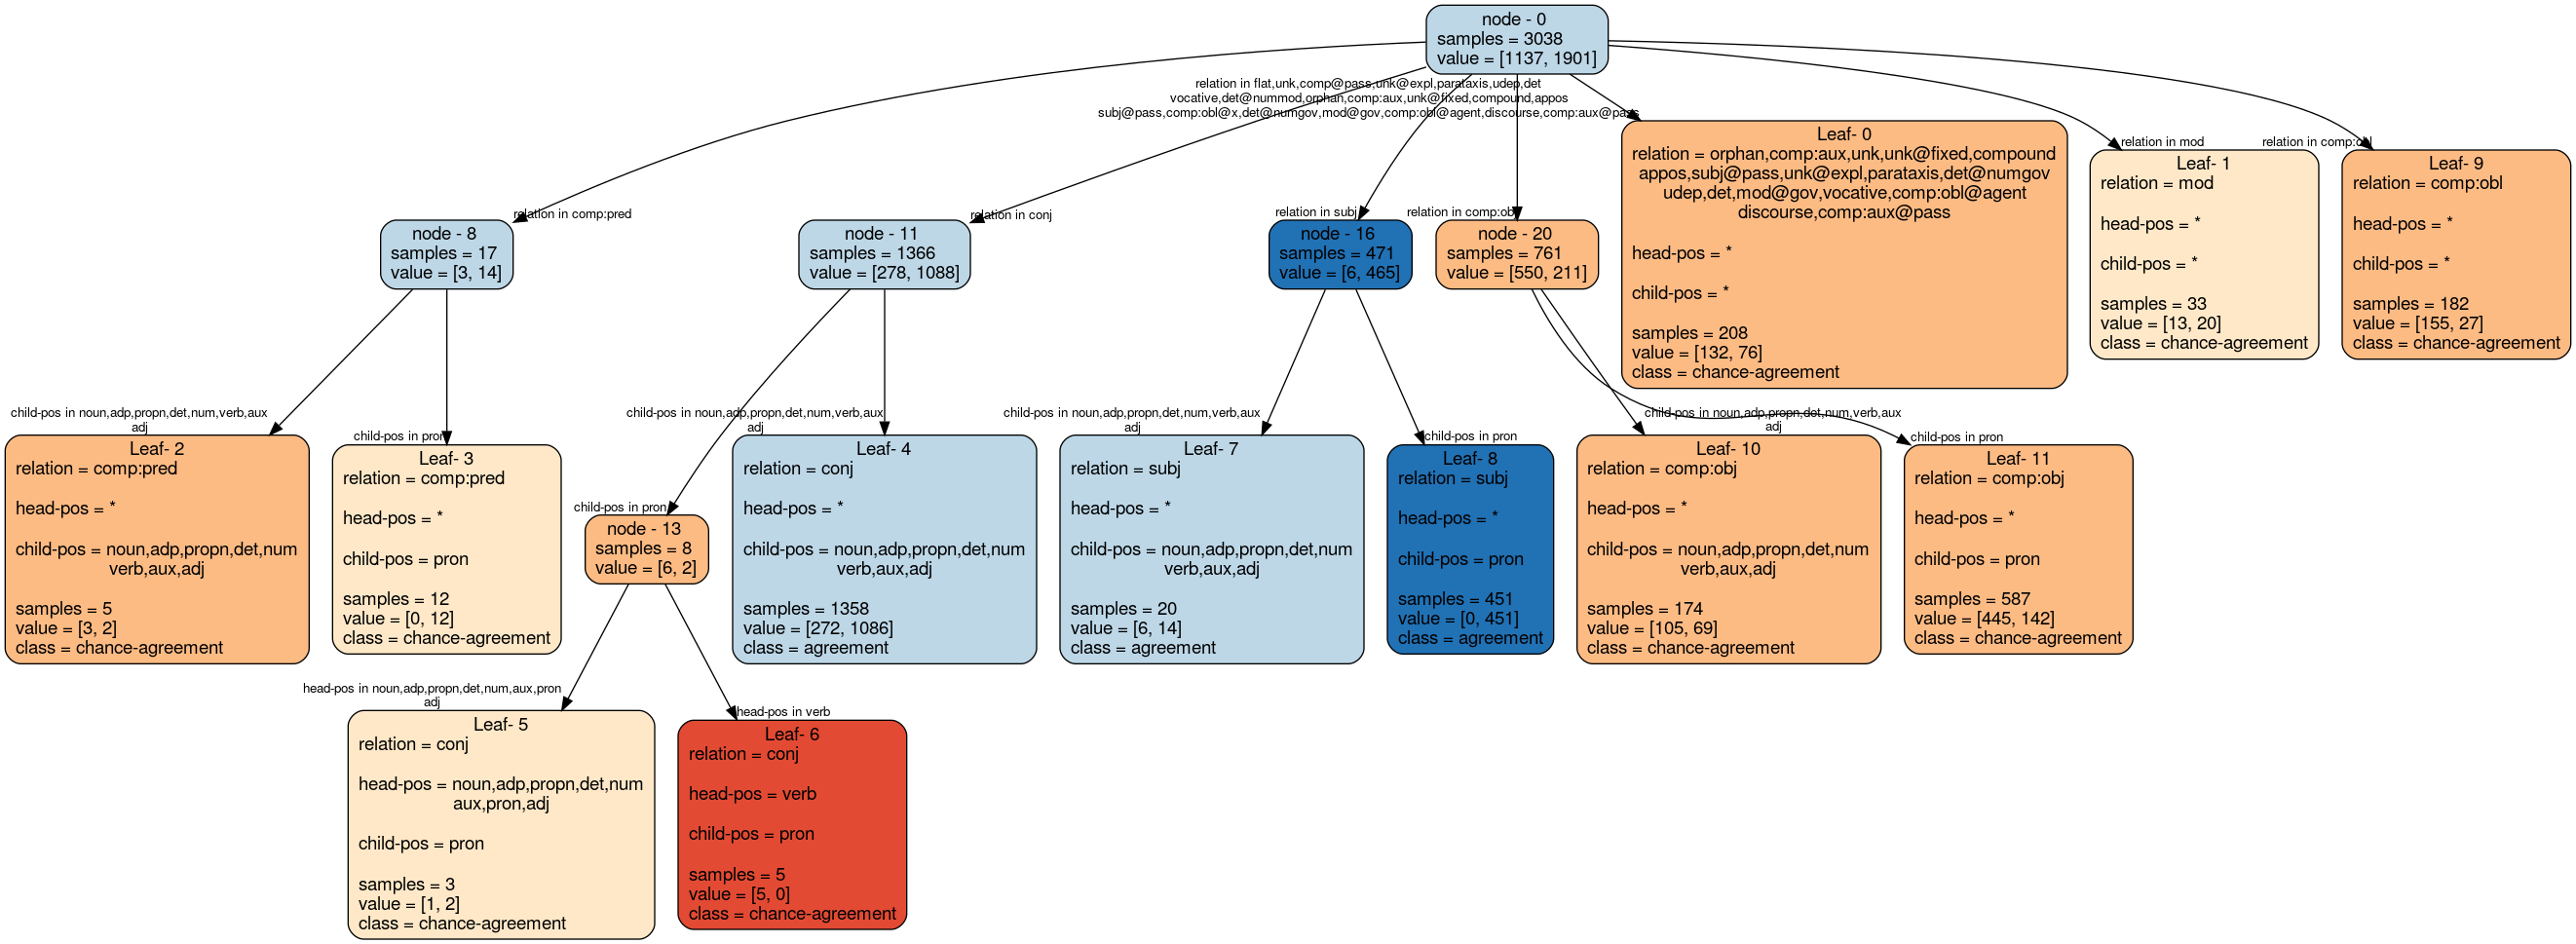 node - 0
samples = 3038
value = [1137, 1901]
relation in flat,unk,comp@pass,unk@expl,parataxis,udep,det
vocative,det@nummod,orphan,comp:aux,unk@fixed,compound,appos
subj@pass,comp:obl@x,det@numgov,mod@gov,comp:obl@agent,discourse,comp:aux@pass
relation in comp:pred
relation in conj
relation in subj
relation in comp:obj
relation in mod
relation in comp:obl
node - 8
samples = 17
value = [3, 14]
node - 11
samples = 1366
value = [278, 1088]
node - 16
samples = 471
value = [6, 465]
node - 20
samples = 761
value = [550, 211]
Leaf- 0
relation = orphan,comp:aux,unk,unk@fixed,compound
appos,subj@pass,unk@expl,parataxis,det@numgov
udep,det,mod@gov,vocative,comp:obl@agent
discourse,comp:aux@pass
head-pos = *
child-pos = *
samples = 208
value = [132, 76]
class = chance-agreement
Leaf- 1
relation = mod
head-pos = *
child-pos = *
samples = 33
value = [13, 20]
class = chance-agreement
Leaf- 9
relation = comp:obl
head-pos = *
child-pos = *
samples = 182
value = [155, 27]
class = chance-agreement
child-pos in noun,adp,propn,det,num,verb,aux
adj
child-pos in pron
child-pos in noun,adp,propn,det,num,verb,aux
adj
child-pos in pron
child-pos in noun,adp,propn,det,num,verb,aux
adj
child-pos in pron
child-pos in noun,adp,propn,det,num,verb,aux
adj
child-pos in pron
Leaf- 2
relation = comp:pred
head-pos = *
child-pos = noun,adp,propn,det,num
verb,aux,adj
samples = 5
value = [3, 2]
class = chance-agreement
Leaf- 3
relation = comp:pred
head-pos = *
child-pos = pron
samples = 12
value = [0, 12]
class = chance-agreement
node - 13
samples = 8
value = [6, 2]
Leaf- 4
relation = conj
head-pos = *
child-pos = noun,adp,propn,det,num
verb,aux,adj
samples = 1358
value = [272, 1086]
class = agreement
Leaf- 7
relation = subj
head-pos = *
child-pos = noun,adp,propn,det,num
verb,aux,adj
samples = 20
value = [6, 14]
class = agreement
Leaf- 8
relation = subj
head-pos = *
child-pos = pron
samples = 451
value = [0, 451]
class = agreement
Leaf- 10
relation = comp:obj
head-pos = *
child-pos = noun,adp,propn,det,num
verb,aux,adj
samples = 174
value = [105, 69]
class = chance-agreement
Leaf- 11
relation = comp:obj
head-pos = *
child-pos = pron
samples = 587
value = [445, 142]
class = chance-agreement
head-pos in noun,adp,propn,det,num,aux,pron
adj
head-pos in verb
Leaf- 5
relation = conj
head-pos = noun,adp,propn,det,num
aux,pron,adj
child-pos = pron
samples = 3
value = [1, 2]
class = chance-agreement
Leaf- 6
relation = conj
head-pos = verb
child-pos = pron
samples = 5
value = [5, 0]
class = chance-agreement